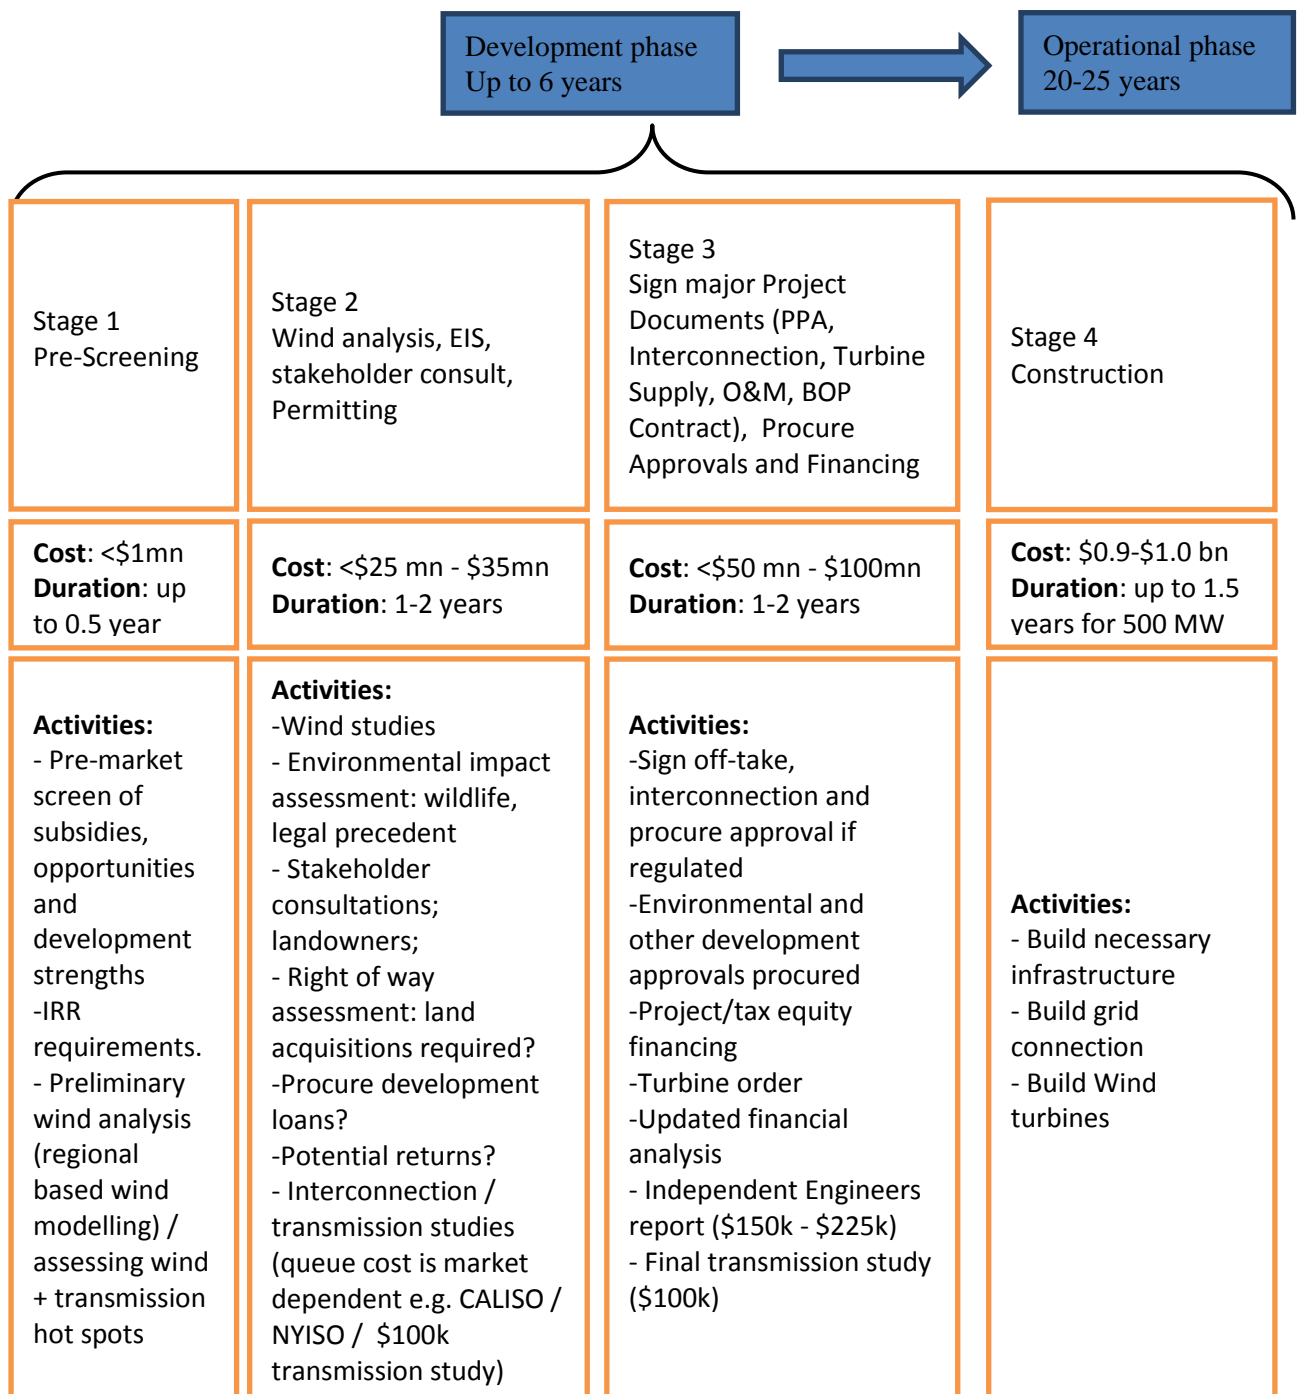 Development phase
Up to 6 years
Operational phase
20-25 years
Stage 1
Pre-Screening
Stage 2
Wind analysis, EIS,
stakeholder consult,
Permitting
Stage 3
Sign major Project
Documents (PPA,
Interconnection, Turbine
Supply, O&M, BOP
Contract),  Procure
Approvals and Financing
Stage 4
Construction
Cost: <$1mn
Duration: up
to 0.5 year
Cost: <$25 mn - $35mn
Duration: 1-2 years
Cost: <$50 mn - $100mn
Duration: 1-2 years
Cost: $0.9-$1.0 bn
Duration: up to 1.5
years for 500 MW
Activities:
- Pre-market
screen of
subsidies,
opportunities
and
development
strengths
-IRR
requirements.
- Preliminary
wind analysis
(regional
based wind
modelling) /
assessing wind
+ transmission
hot spots
Activities:
-Wind studies
- Environmental impact
assessment: wildlife,
legal precedent
- Stakeholder
consultations;
landowners;
- Right of way
assessment: land
acquisitions required?
-Procure development
loans?
-Potential returns?
- Interconnection /
transmission studies
(queue cost is market
dependent e.g. CALISO /
NYISO /  $100k
transmission study)
Activities:
-Sign off-take,
interconnection and
procure approval if
regulated
-Environmental and
other development
approvals procured
-Project/tax equity
financing
-Turbine order
-Updated financial
analysis
- Independent Engineers
report ($150k - $225k)
- Final transmission study
($100k)
Activities:
- Build necessary
infrastructure
- Build grid
connection
- Build Wind
turbines